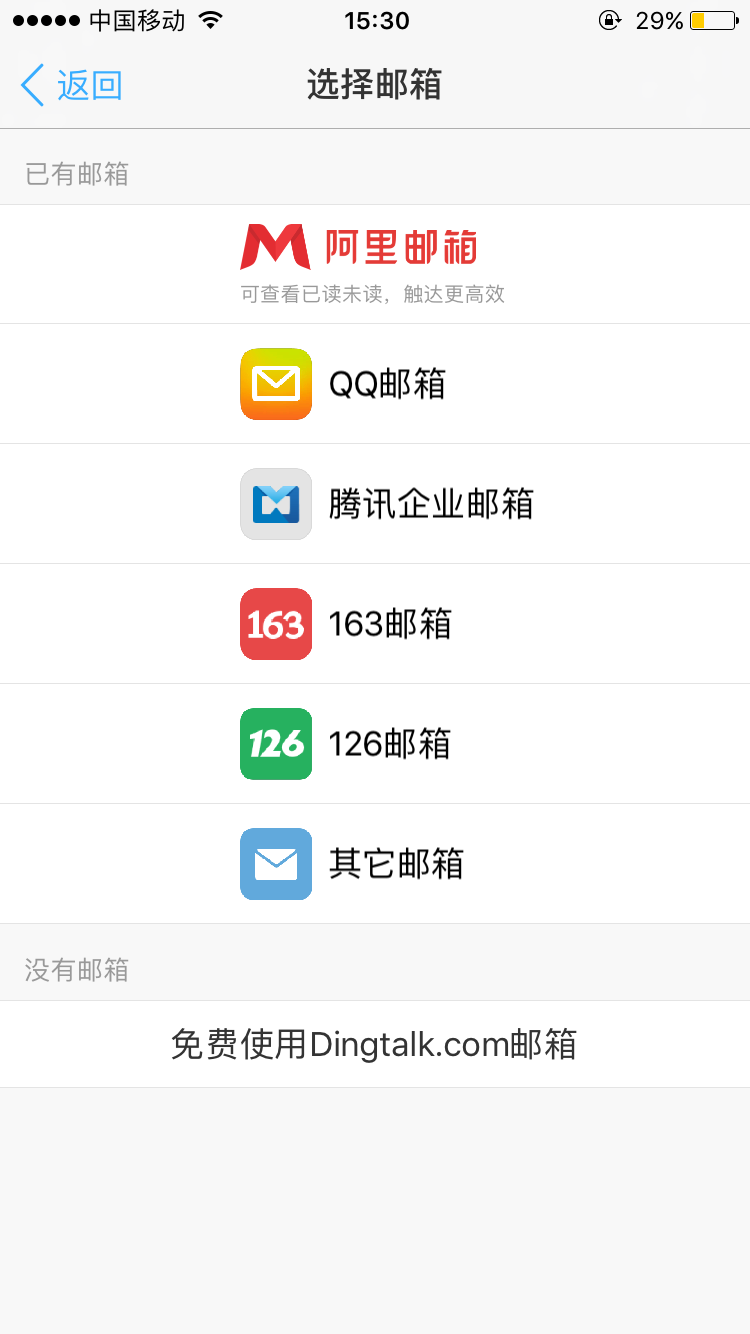 中国移动 15:30 29%
返回 选择邮箱
已有邮箱
阿里邮箱
可查看已读未读，触达更高效
QQ邮箱
腾讯企业邮箱
163 163邮箱
126 126邮箱
其它邮箱
没有邮箱
免费使用Dingtalk.com邮箱